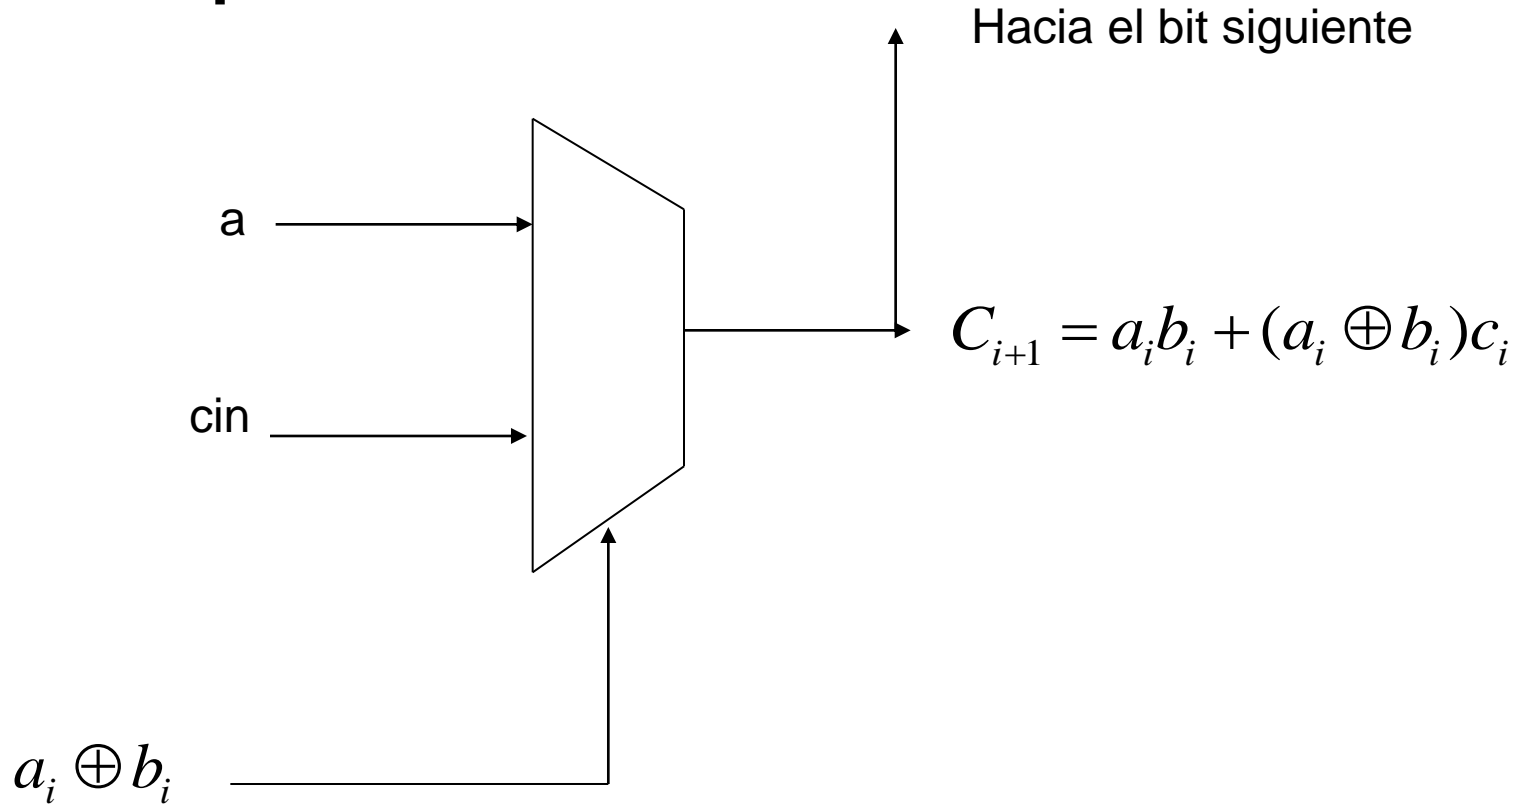 Hacia el bit siguiente
a
C_{i+1} = a_i b_i + (a_i ⊕ b_i)c_i
cin
a_i ⊕ b_i